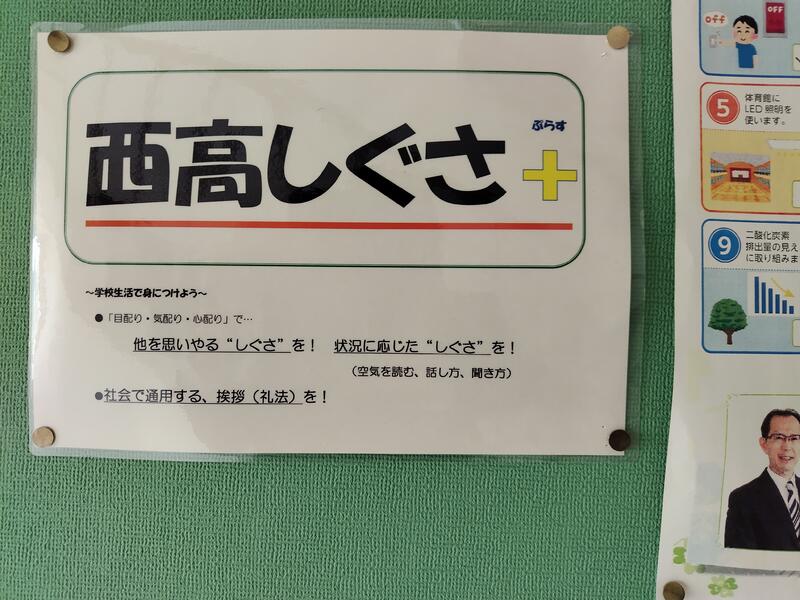 ぷらす
西高しぐさ＋
～学校生活で身につけよう～
●「目配り・気配り・心配り」で…
他を思いやる“しぐさ”を！　状況に応じた“しぐさ”を！
（空気を読む、話し方、聞き方）
●社会で通用する、挨拶（礼法）を！
off
OFF
5
体育館に
LED 照明を
使います。
9
二酸化炭素
排出量の見え
に取り組みま